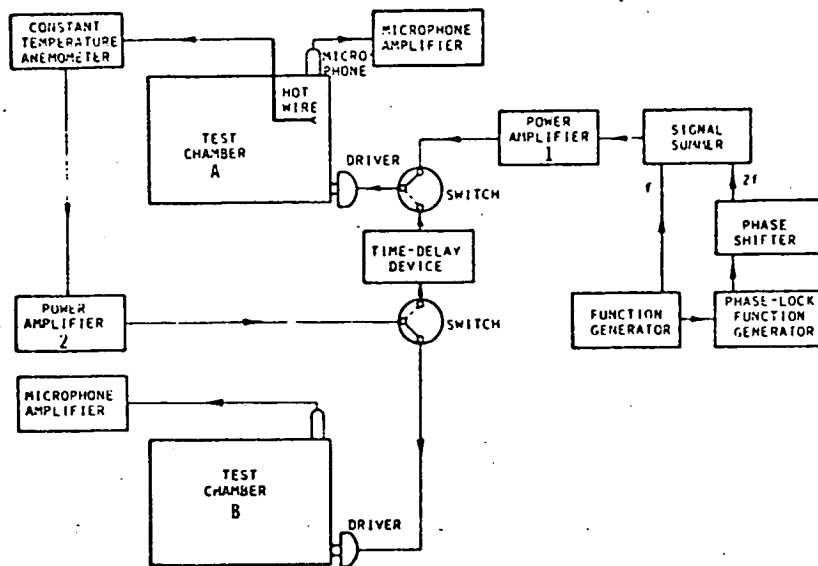 CONSTANT
TEMPERATURE
ANEMOMETER
MICROPHONE
AMPLIFIER
MICRO
PHONE
HOT
WIRE
TEST
CHAMBER
A
DRIVER
SWITCH
POWER
AMPLIFIER
1
SIGNAL
SUMMER
f
2f
PHASE
SHIFTER
TIME-DELAY
DEVICE
POWER
AMPLIFIER
2
SWITCH
FUNCTION
GENERATOR
PHASE-LOCK
FUNCTION
GENERATOR
MICROPHONE
AMPLIFIER
TEST
CHAMBER
B
DRIVER